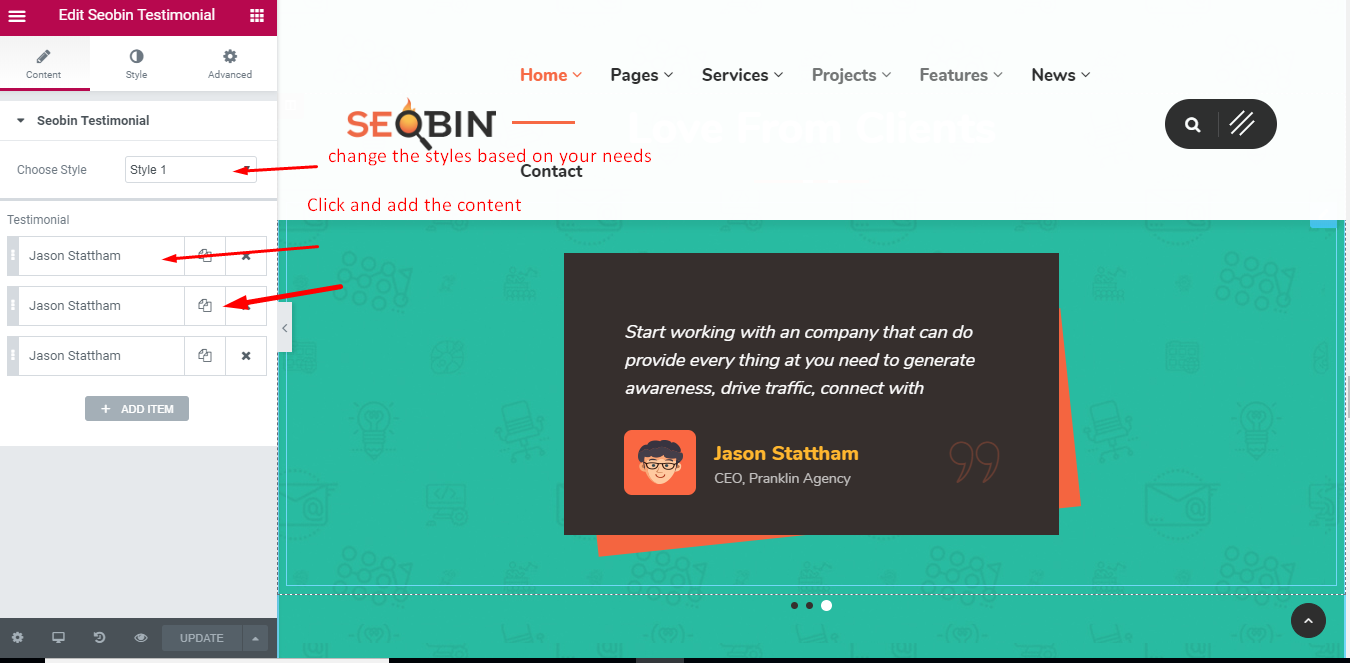 Edit Seobin Testimonial
Content
Style
Advanced
Seobin Testimonial
Choose Style
Style 1
Testimonial
Jason Stattham
Jason Stattham
Jason Stattham
+ ADD ITEM
UPDATE
Home
Pages
Services
Projects
Features
News
SEOBIN
Love From Clients
change the styles based on your needs
Contact
Click and add the content
Start working with an company that can do
provide every thing at you need to generate
awareness, drive traffic, connect with
Jason Stattham
CEO, Pranklin Agency